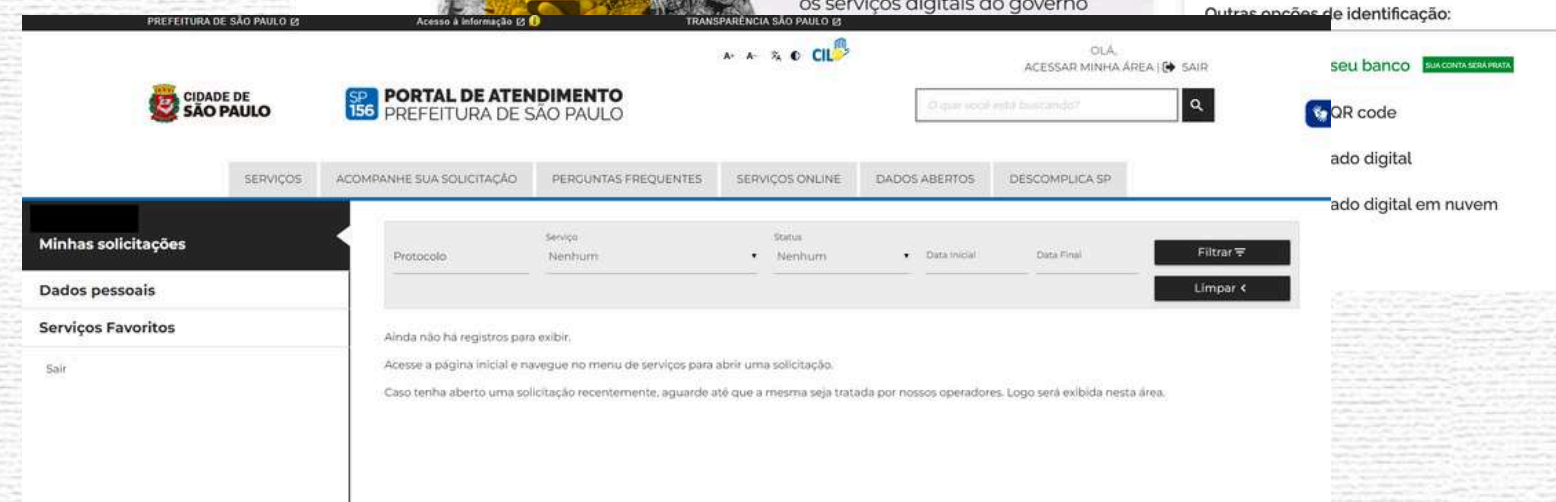 os serviços digitais do governo
Outras opções de identificação:
seu banco SUA CONTA SERÁ PRATA
QR code
ado digital
ado digital em nuvem
PREFEITURA DE SÃO PAULO
Acesso à informação
TRANSPARÊNCIA SÃO PAULO
A+ A- CIL
OLÁ,
ACESSAR MINHA ÁREA | SAIR
CIDADE DE
SÃO PAULO
SP
156
PORTAL DE ATENDIMENTO
PREFEITURA DE SÃO PAULO
O que você está buscando?
SERVIÇOS ACOMPANHE SUA SOLICITAÇÃO PERGUNTAS FREQUENTES SERVIÇOS ONLINE DADOS ABERTOS DESCOMPLICA SP
Minhas solicitações
Dados pessoais
Serviços Favoritos
Sair
Serviço Status
Protocolo Nenhum Nenhum Data Inicial Data Final Filtrar
Limpar
Ainda não há registros para exibir.
Acesse a página inicial e navegue no menu de serviços para abrir uma solicitação.
Caso tenha aberto uma solicitação recentemente, aguarde até que a mesma seja tratada por nossos operadores. Logo será exibida nesta área.